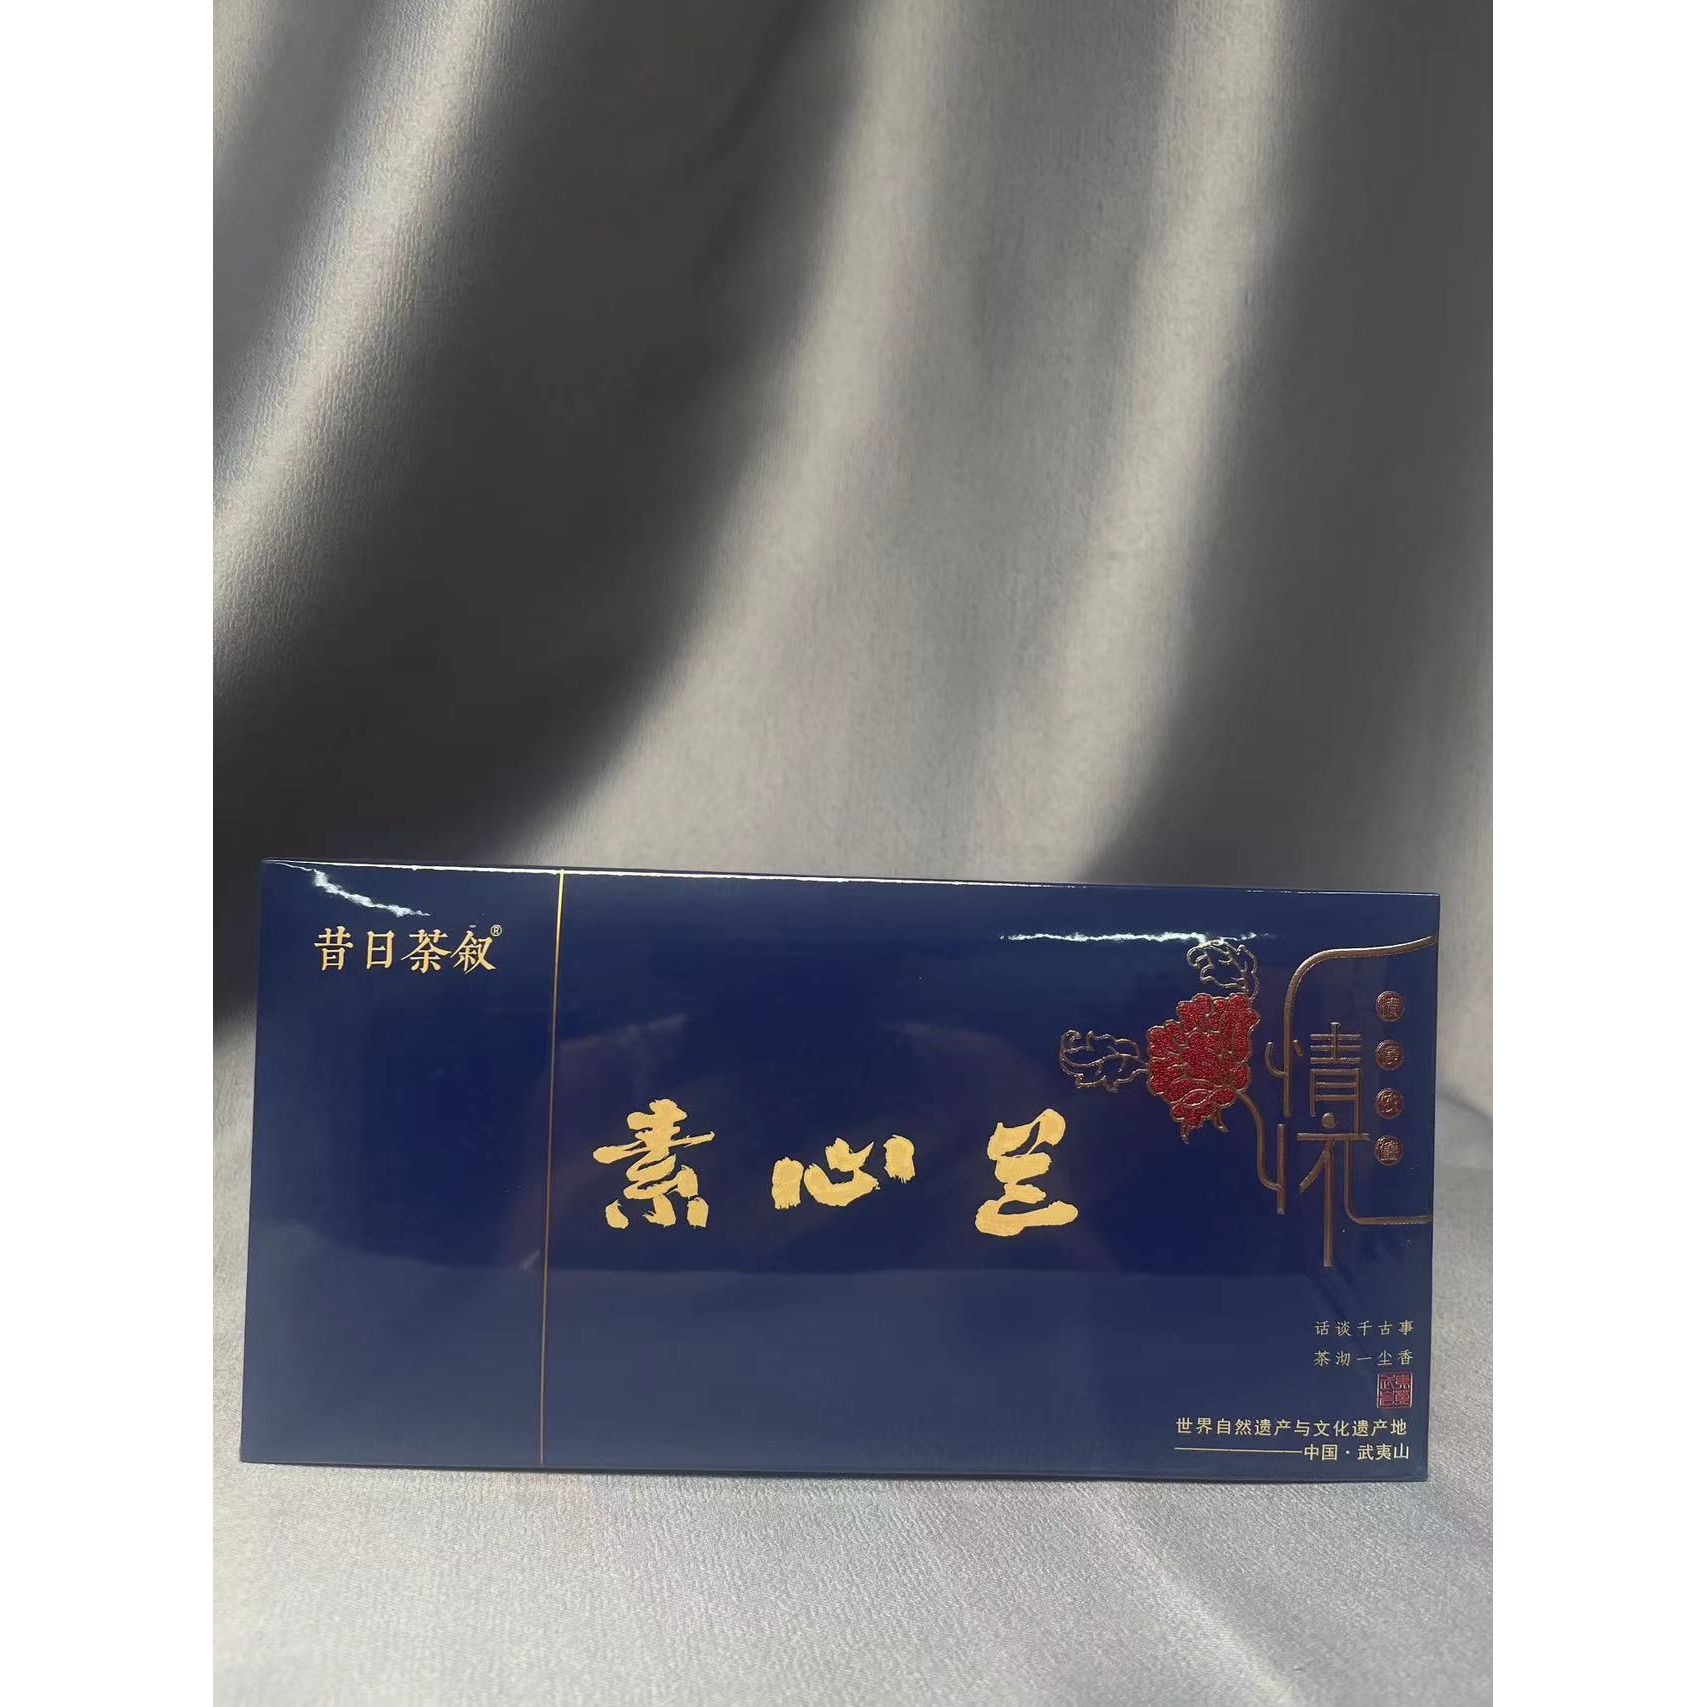 昔日茶叙®
素心兰
情怀
话谈千古事
茶沏一尘香
世界自然遗产与文化遗产地
——中国·武夷山